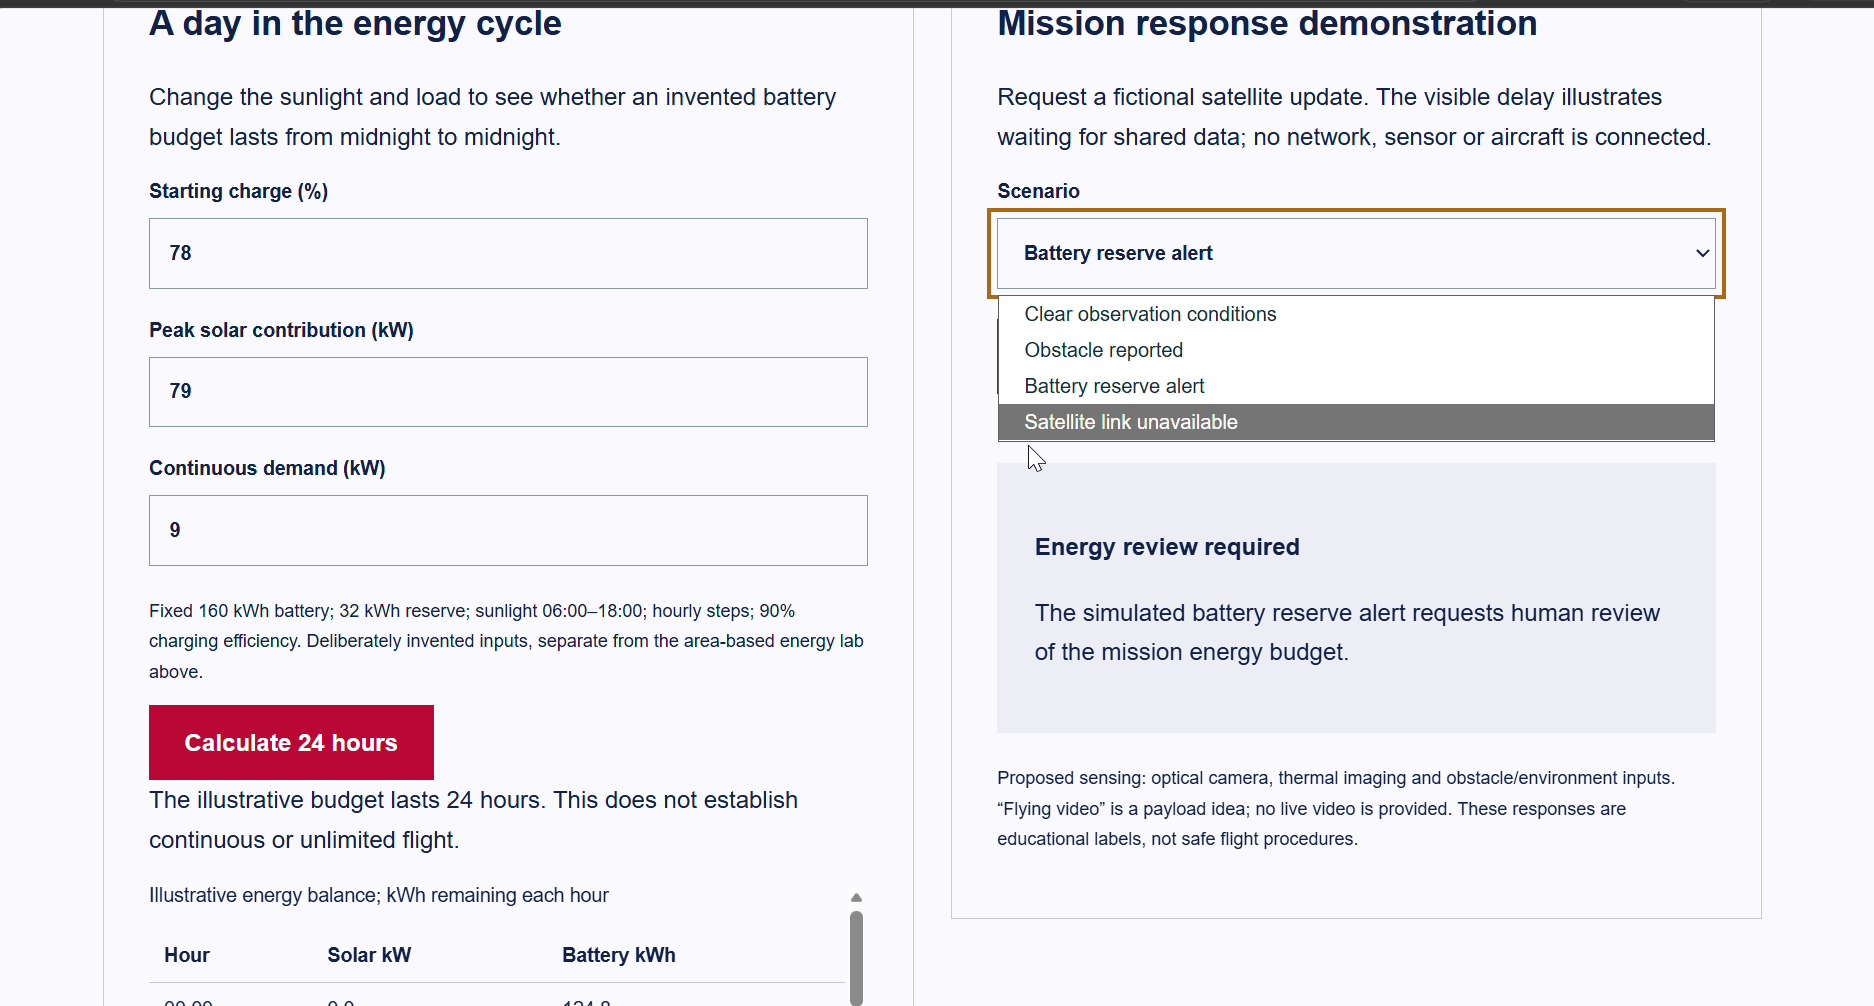 A day in the energy cycle
Change the sunlight and load to see whether an invented battery
budget lasts from midnight to midnight.
Starting charge (%)
78
Peak solar contribution (kW)
79
Continuous demand (kW)
9
Fixed 160 kWh battery; 32 kWh reserve; sunlight 06:00–18:00; hourly steps; 90%
charging efficiency. Deliberately invented inputs, separate from the area-based energy lab
above.
Calculate 24 hours
The illustrative budget lasts 24 hours. This does not establish
continuous or unlimited flight.
Illustrative energy balance; kWh remaining each hour
Hour Solar kW Battery kWh
Mission response demonstration
Request a fictional satellite update. The visible delay illustrates
waiting for shared data; no network, sensor or aircraft is connected.
Scenario
Battery reserve alert
Clear observation conditions
Obstacle reported
Battery reserve alert
Satellite link unavailable
Energy review required
The simulated battery reserve alert requests human review
of the mission energy budget.
Proposed sensing: optical camera, thermal imaging and obstacle/environment inputs.
“Flying video” is a payload idea; no live video is provided. These responses are
educational labels, not safe flight procedures.